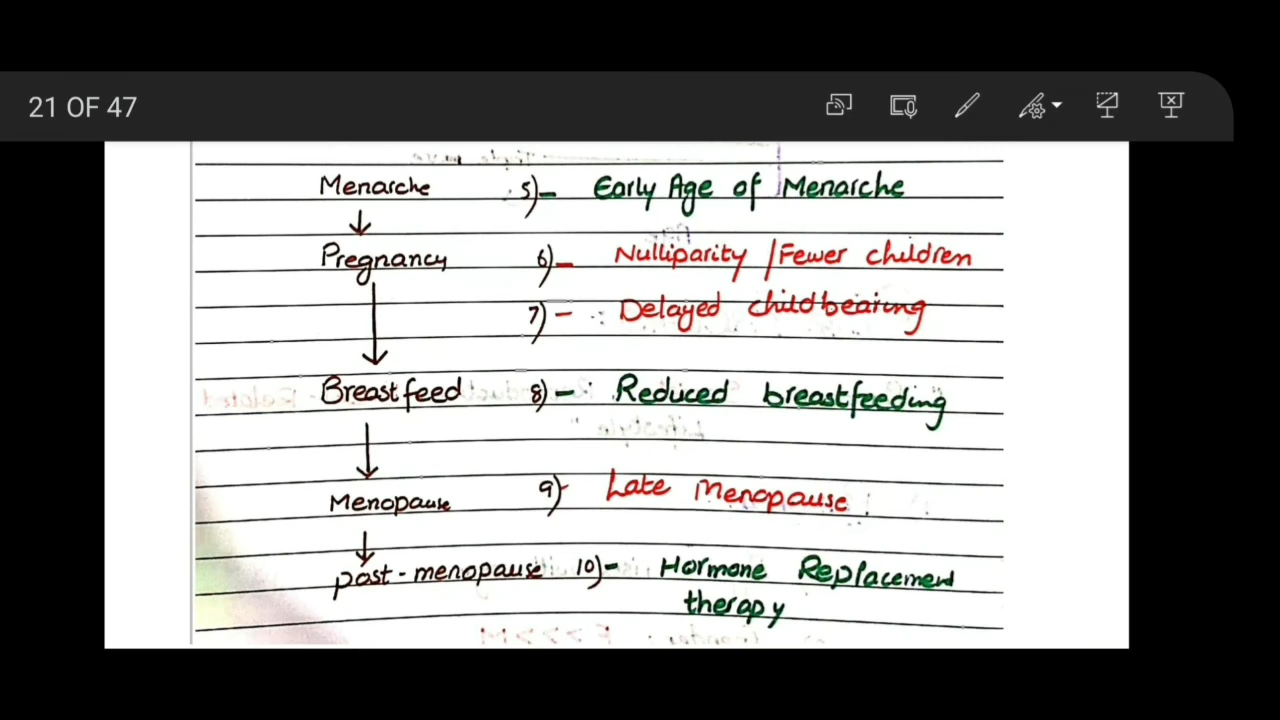 21 OF 47
Menarche 5)- Early Age of Menarche
Pregnancy 6)- Nulliparity / Fewer children
7)- Delayed childbearing
Breastfeed 8)- Reduced breastfeeding
Menopause 9)- Late Menopause
post-menopause 10)- Hormone Replacement
therapy